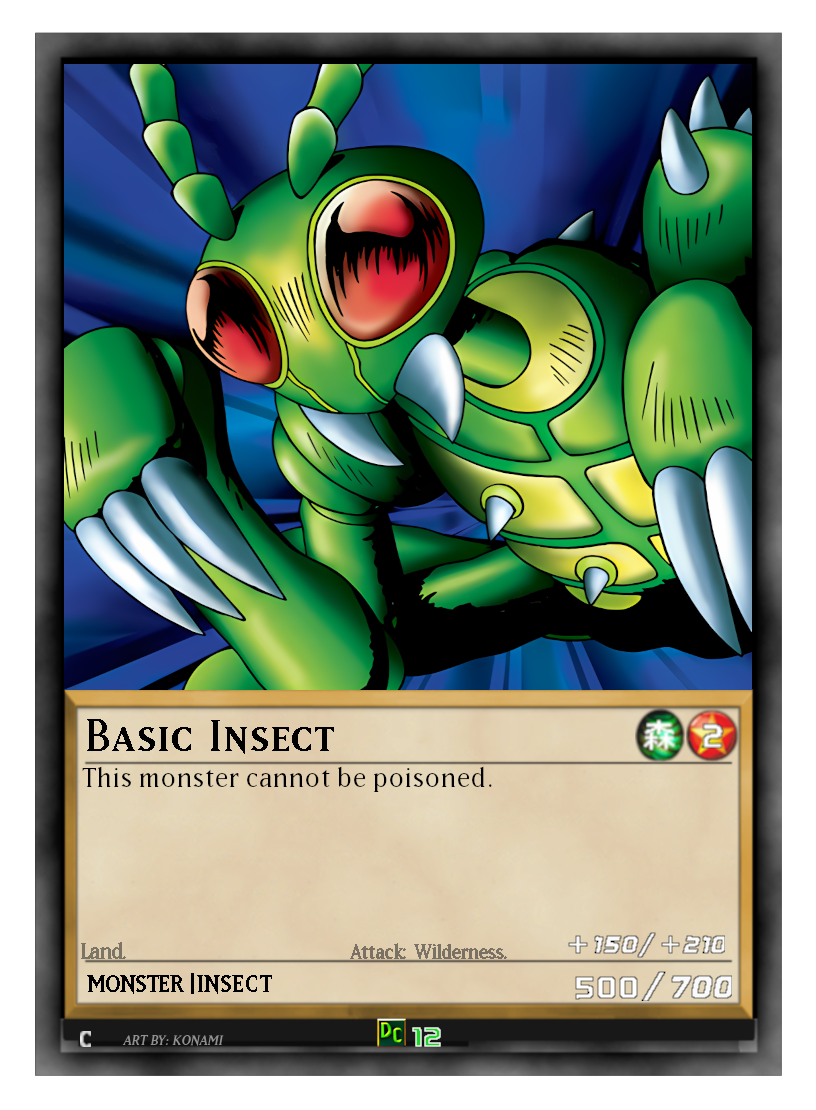 BASIC INSECT 森 2
This monster cannot be poisoned.
Land. Attack: Wilderness. +150/+210
MONSTER |INSECT 500/700
C ART BY: KONAMI DC 12